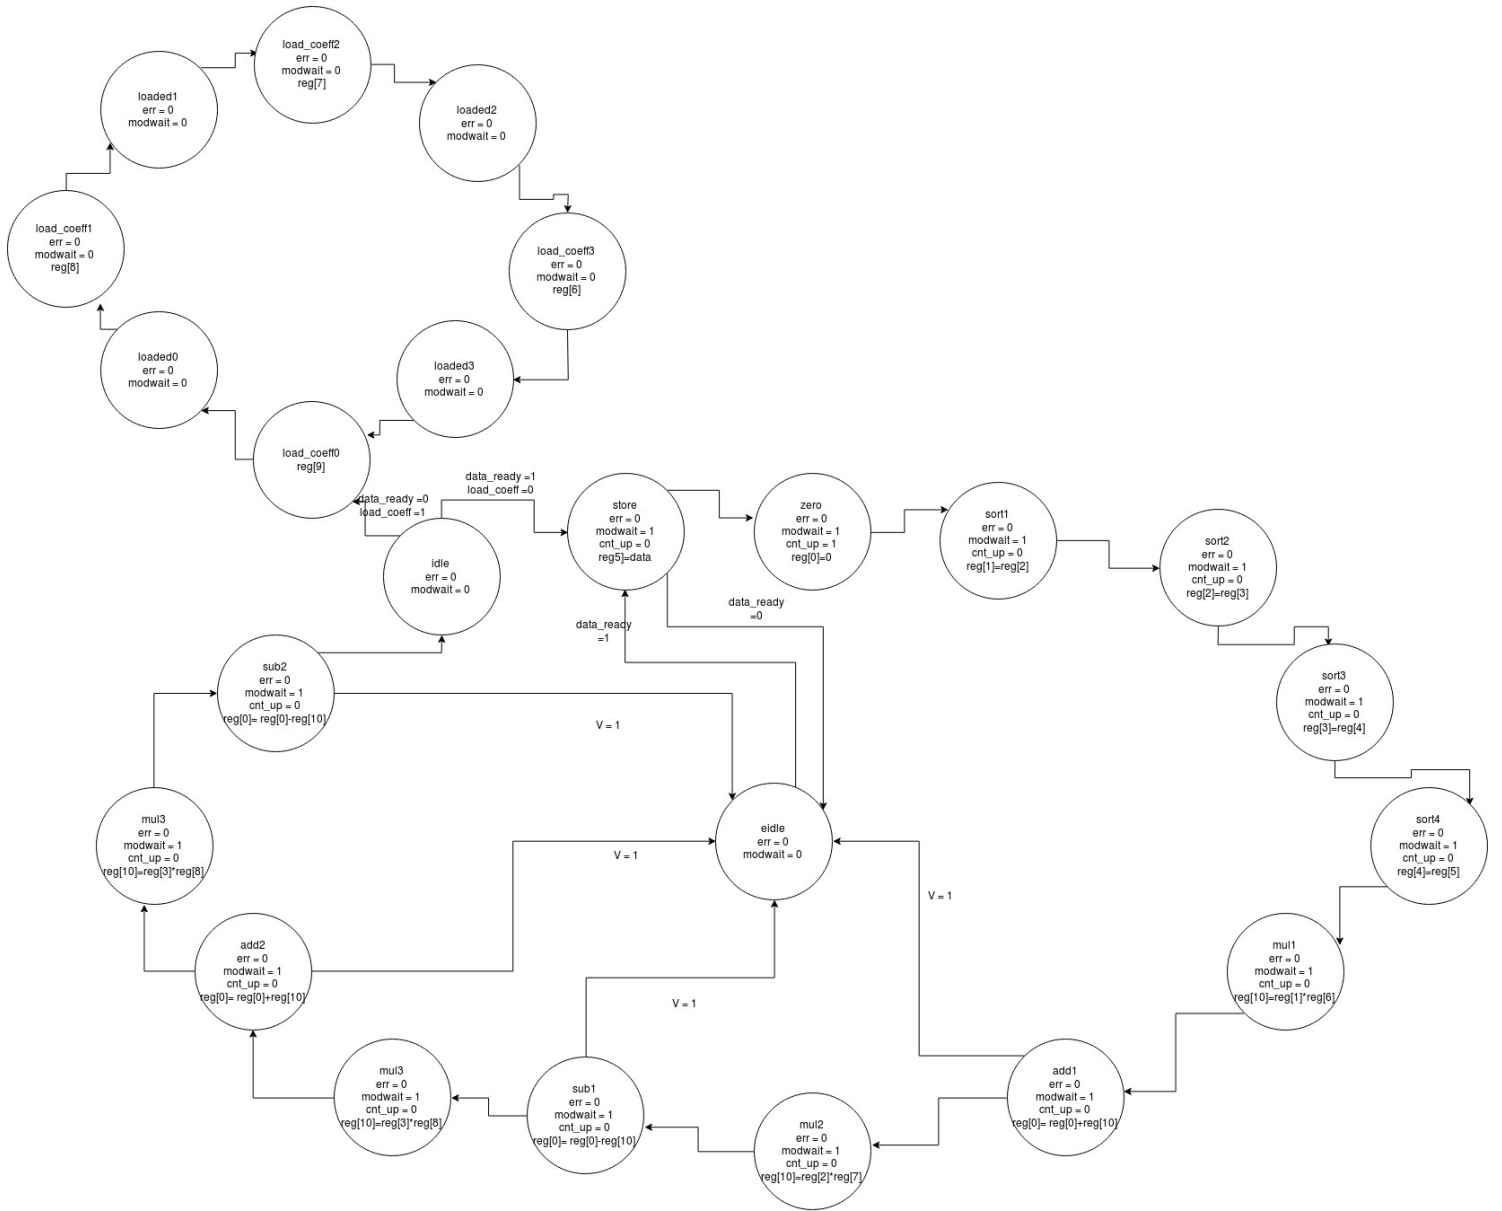 load_coeff2
err = 0
modwait = 0
reg[7]
loaded1
err = 0
modwait = 0
loaded2
err = 0
modwait = 0
load_coeff1
err = 0
modwait = 0
reg[8]
load_coeff3
err = 0
modwait = 0
reg[6]
loaded0
err = 0
modwait = 0
loaded3
err = 0
modwait = 0
load_coeff0
reg[9]
data_ready =0
load_coeff =1
data_ready =1
load_coeff =0
idle
err = 0
modwait = 0
store
err = 0
modwait = 1
cnt_up = 0
reg5]=data
zero
err = 0
modwait = 1
cnt_up = 1
reg[0]=0
sort1
err = 0
modwait = 1
cnt_up = 0
reg[1]=reg[2]
sort2
err = 0
modwait = 1
cnt_up = 0
reg[2]=reg[3]
data_ready
=1
data_ready
=0
sort3
err = 0
modwait = 1
cnt_up = 0
reg[3]=reg[4]
sub2
err = 0
modwait = 1
cnt_up = 0
reg[0]= reg[0]-reg[10]
V = 1
mul3
err = 0
modwait = 1
cnt_up = 0
reg[10]=reg[3]*reg[8]
eidle
err = 0
modwait = 0
sort4
err = 0
modwait = 1
cnt_up = 0
reg[4]=reg[5]
V = 1
V = 1
add2
err = 0
modwait = 1
cnt_up = 0
reg[0]= reg[0]+reg[10]
mul1
err = 0
modwait = 1
cnt_up = 0
reg[10]=reg[1]*reg[6]
V = 1
mul3
err = 0
modwait = 1
cnt_up = 0
reg[10]=reg[3]*reg[8]
sub1
err = 0
modwait = 1
cnt_up = 0
reg[0]= reg[0]-reg[10]
mul2
err = 0
modwait = 1
cnt_up = 0
reg[10]=reg[2]*reg[7]
add1
err = 0
modwait = 1
cnt_up = 0
reg[0]= reg[0]+reg[10]